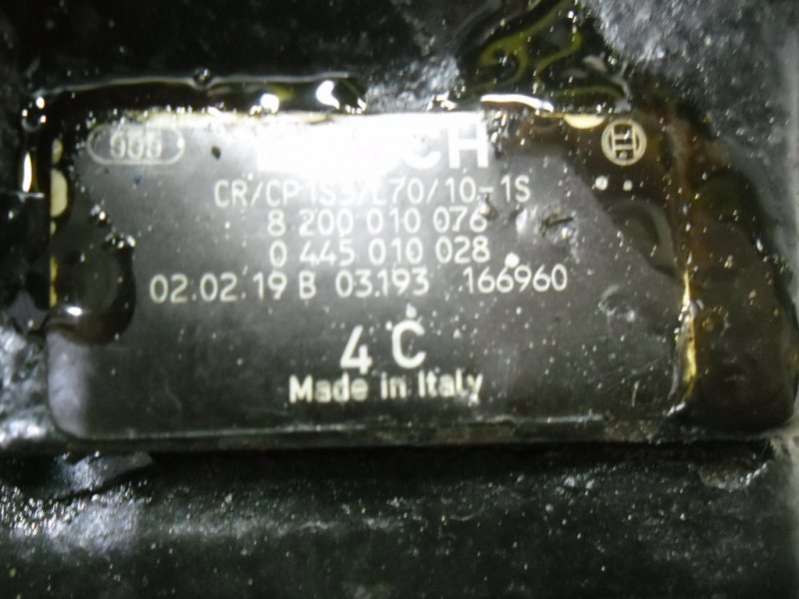 000 BOSCH
CR/CP1S3/L70/10-1S
8 200 010 076
0 445 010 028
02.02.19 B 03.193 166960
4 C
Made in Italy